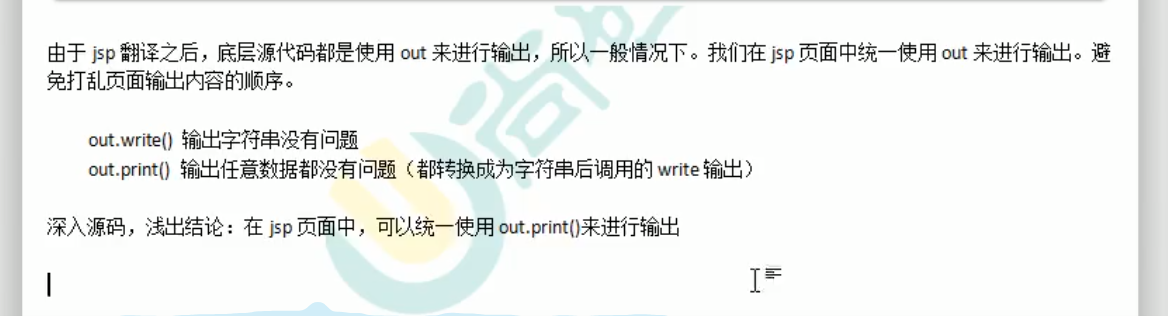 由于 jsp 翻译之后，底层源代码都是使用 out 来进行输出，所以一般情况下。我们在 jsp 页面中统一使用 out 来进行输出。避
免打乱页面输出内容的顺序。
out.write() 输出字符串没有问题
out.print() 输出任意数据都没有问题（都转换成为字符串后调用的 write 输出）
深入源码，浅出结论：在 jsp 页面中，可以统一使用 out.print()来进行输出
尚